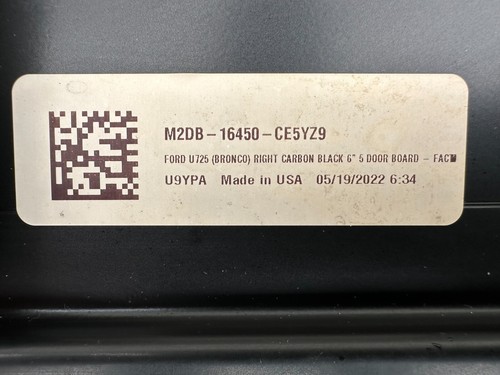 M2DB-16450-CE5YZ9
FORD U725 (BRONCO) RIGHT CARBON BLACK 6" 5 DOOR BOARD - FACW
U9YPA Made in USA 05/19/2022 6:34